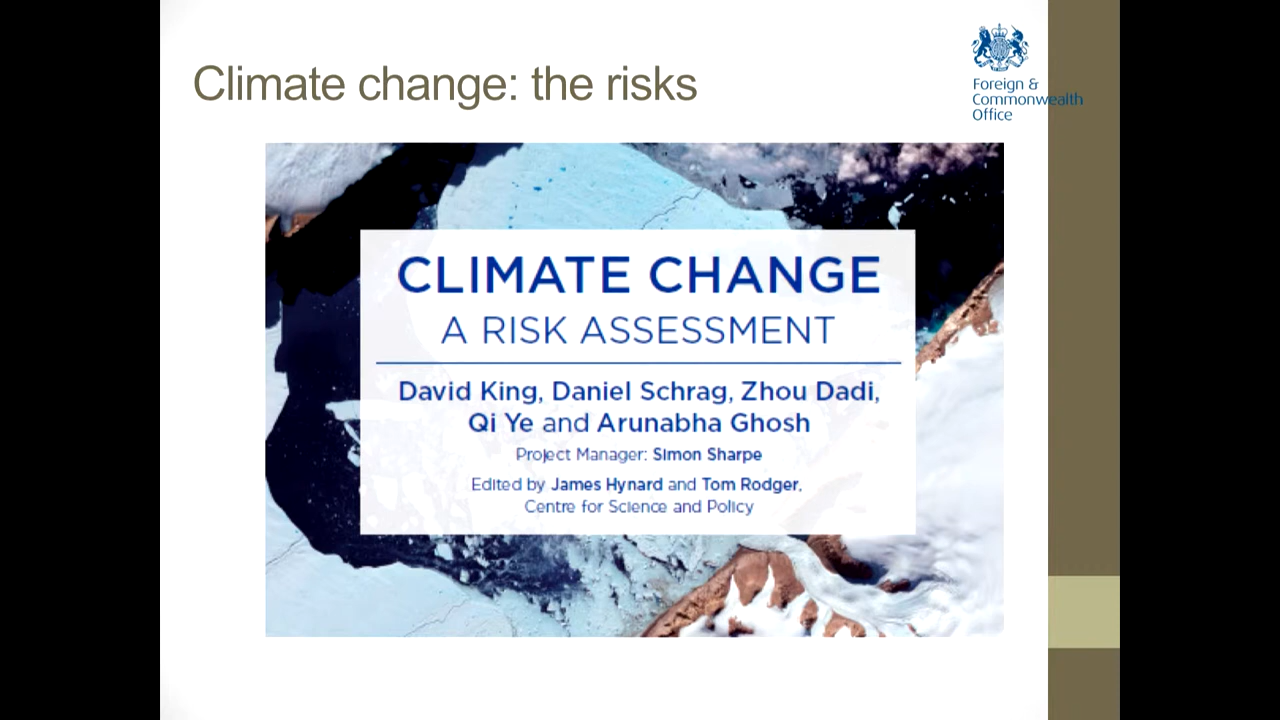 Climate change: the risks
Foreign &
Commonwealth
Office
CLIMATE CHANGE
A RISK ASSESSMENT
David King, Daniel Schrag, Zhou Dadi,
Qi Ye and Arunabha Ghosh
Project Manager: Simon Sharpe
Edited by James Hynard and Tom Rodger,
Centre for Science and Policy